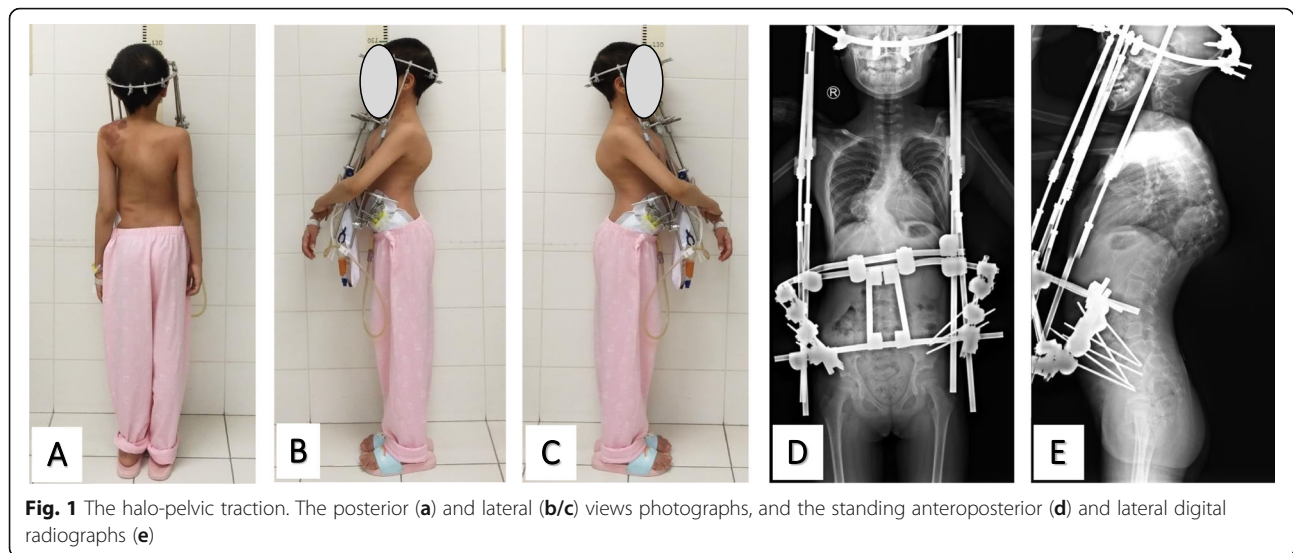 A
B
C
D
E
®
Fig. 1 The halo-pelvic traction. The posterior (a) and lateral (b/c) views photographs, and the standing anteroposterior (d) and lateral digital
radiographs (e)